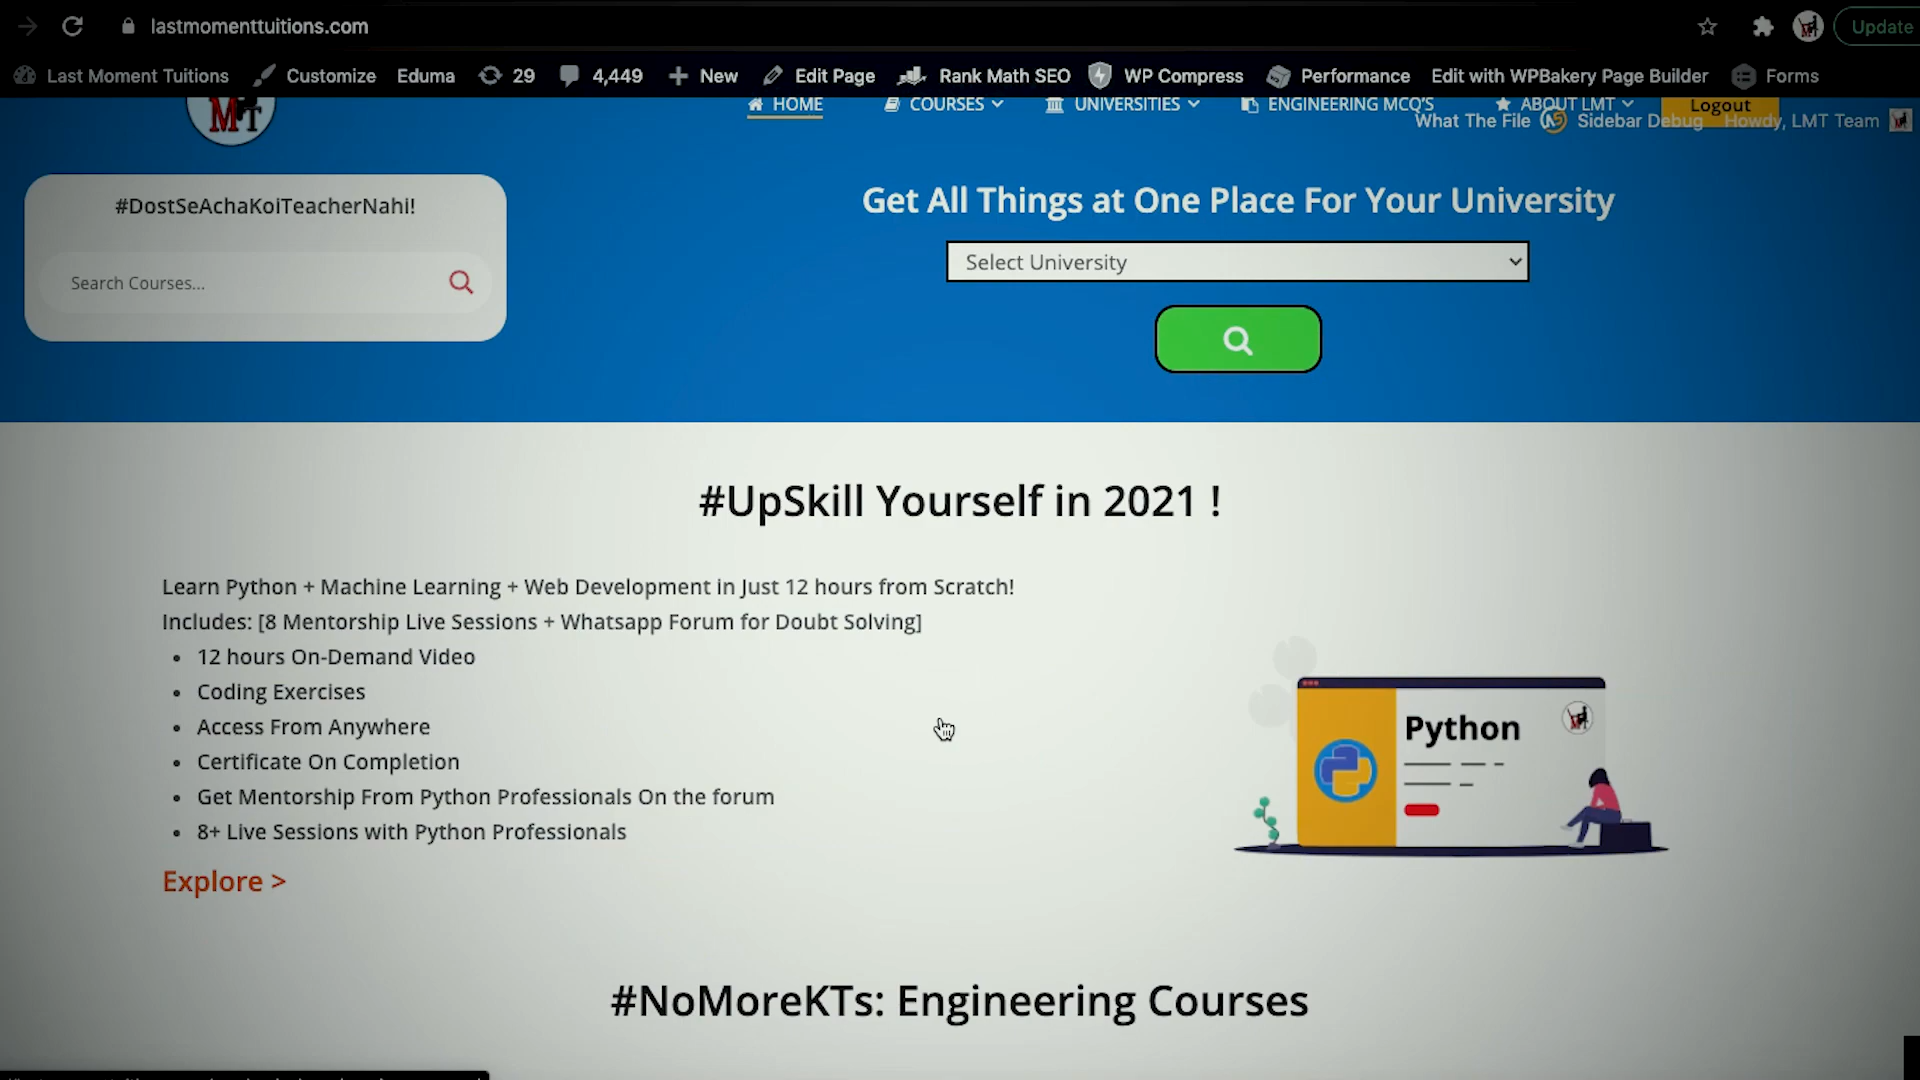 lastmomenttuitions.com
Update
Last Moment Tuitions Customize Eduma 29 4,449 New Edit Page Rank Math SEO WP Compress Performance Edit with WPBakery Page Builder Forms
HOME COURSES UNIVERSITIES ENGINEERING MCQ'S ABOUT LMT Logout
What The File Sidebar Debug Howdy, LMT Team
#DostSeAchaKoiTeacherNahi!
Search Courses...
Get All Things at One Place For Your University
Select University
#UpSkill Yourself in 2021 !
Learn Python + Machine Learning + Web Development in Just 12 hours from Scratch!
Includes: [8 Mentorship Live Sessions + Whatsapp Forum for Doubt Solving]
12 hours On-Demand Video
Coding Exercises
Access From Anywhere
Certificate On Completion
Get Mentorship From Python Professionals On the forum
8+ Live Sessions with Python Professionals
Explore >
Python
#NoMoreKTs: Engineering Courses